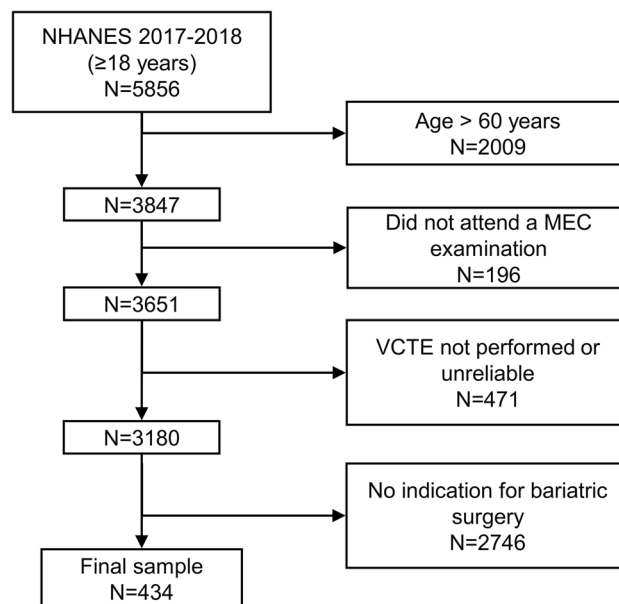 NHANES 2017-2018
(≥18 years)
N=5856
Age > 60 years
N=2009
N=3847
Did not attend a MEC
examination
N=196
N=3651
VCTE not performed or
unreliable
N=471
N=3180
No indication for bariatric
surgery
N=2746
Final sample
N=434